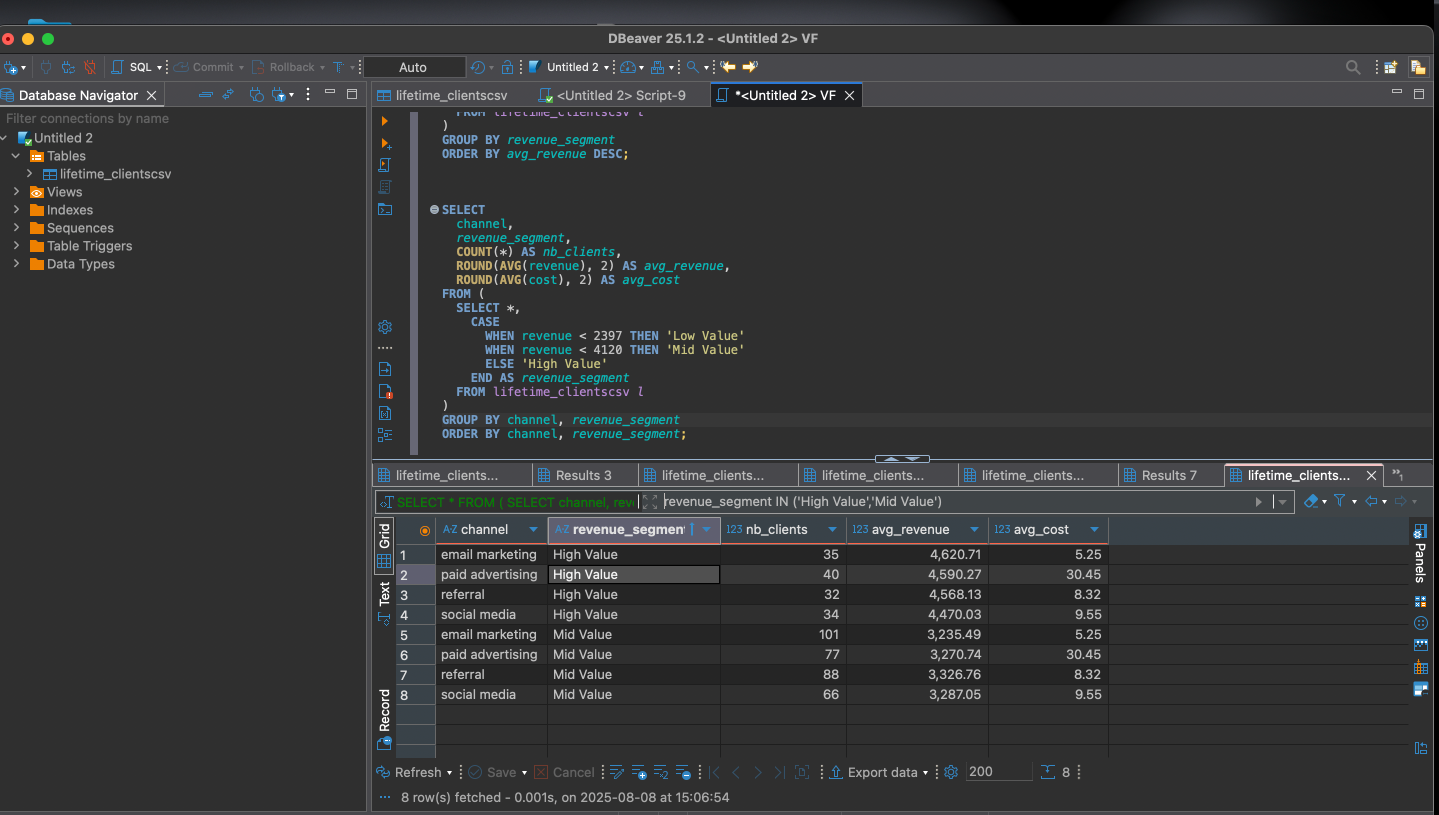 DBeaver 25.1.2 - <Untitled 2> VF
SQL
Commit
Rollback
Auto
Untitled 2
Database Navigator
lifetime_clientscsv
<Untitled 2> Script-9
*<Untitled 2> VF
Filter connections by name
Untitled 2
Tables
lifetime_clientscsv
Views
Indexes
Sequences
Table Triggers
Data Types
FROM lifetime_clientscsv l
)
GROUP BY revenue_segment
ORDER BY avg_revenue DESC;
SELECT
channel,
revenue_segment,
COUNT(*) AS nb_clients,
ROUND(AVG(revenue), 2) AS avg_revenue,
ROUND(AVG(cost), 2) AS avg_cost
FROM (
SELECT *,
CASE
WHEN revenue < 2397 THEN 'Low Value'
WHEN revenue < 4120 THEN 'Mid Value'
ELSE 'High Value'
END AS revenue_segment
FROM lifetime_clientscsv l
)
GROUP BY channel, revenue_segment
ORDER BY channel, revenue_segment;
lifetime_clients... Results 3 lifetime_clients... lifetime_clients... lifetime_clients... Results 7 lifetime_clients... »1
SELECT * FROM ( SELECT channel, reve revenue_segment IN ('High Value','Mid Value')
Grid
Text
Record
Panels
A-Z channel A-Z revenue_segment 123 nb_clients 123 avg_revenue 123 avg_cost
1 email marketing High Value 35 4,620.71 5.25
2 paid advertising High Value 40 4,590.27 30.45
3 referral High Value 32 4,568.13 8.32
4 social media High Value 34 4,470.03 9.55
5 email marketing Mid Value 101 3,235.49 5.25
6 paid advertising Mid Value 77 3,270.74 30.45
7 referral Mid Value 88 3,326.76 8.32
8 social media Mid Value 66 3,287.05 9.55
Refresh Save Cancel Export data 200 8
8 row(s) fetched - 0.001s, on 2025-08-08 at 15:06:54